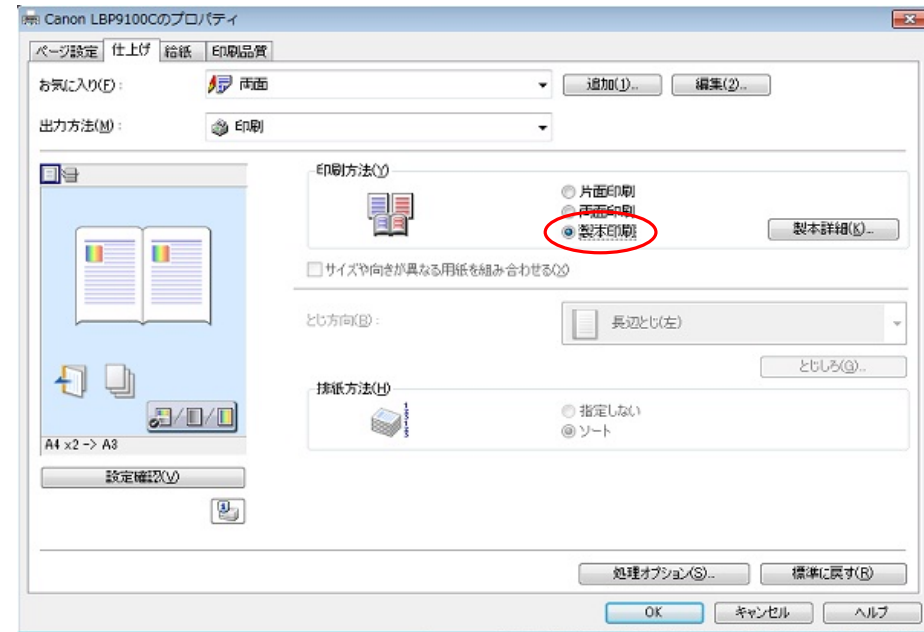 Canon LBP9100Cのプロパティ
ページ設定 仕上げ 給紙 印刷品質
お気に入り(F): 両面 追加(1)... 編集(2)...
出力方法(M): 印刷
印刷方法(Y)
片面印刷
両面印刷
製本印刷 製本詳細(K)...
サイズや向きが異なる用紙を組み合わせる(X)
とじ方向(B): 長辺とじ(左)
とじしろ(G)...
排紙方法(H)
指定しない
ソート
A4 x2 -> A3
設定確認(V)
処理オプション(S)... 標準に戻す(R)
OK キャンセル ヘルプ